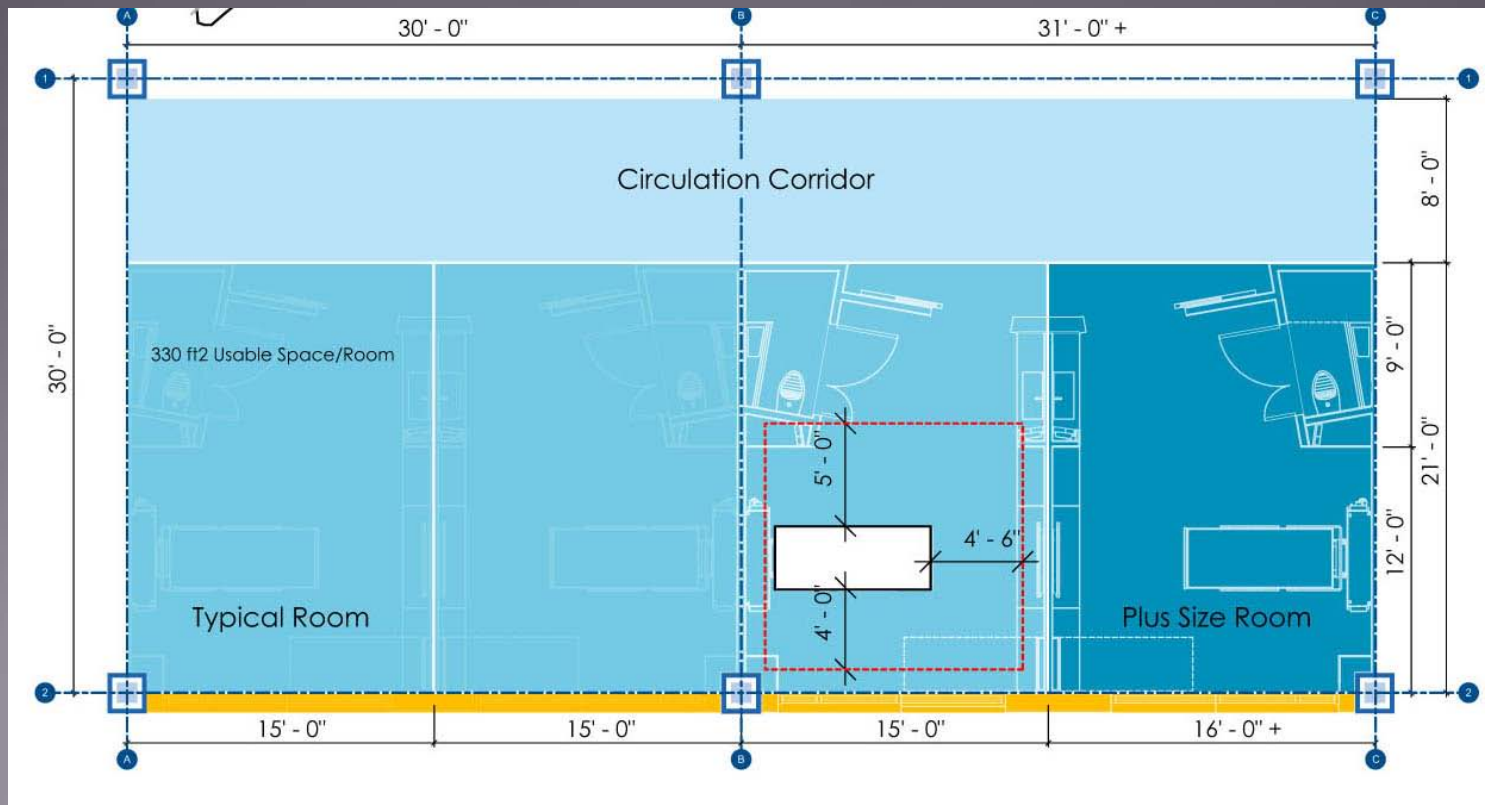 A
B
C
30' - 0"
31' - 0" +
1
1
Circulation Corridor
8' - 0"
30' - 0"
330 ft2 Usable Space/Room
9' - 0"
21' - 0"
5' - 0"
4' - 6"
12' - 0"
4' - 0"
Typical Room
Plus Size Room
2
2
15' - 0"
15' - 0"
15' - 0"
16' - 0" +
A
B
C